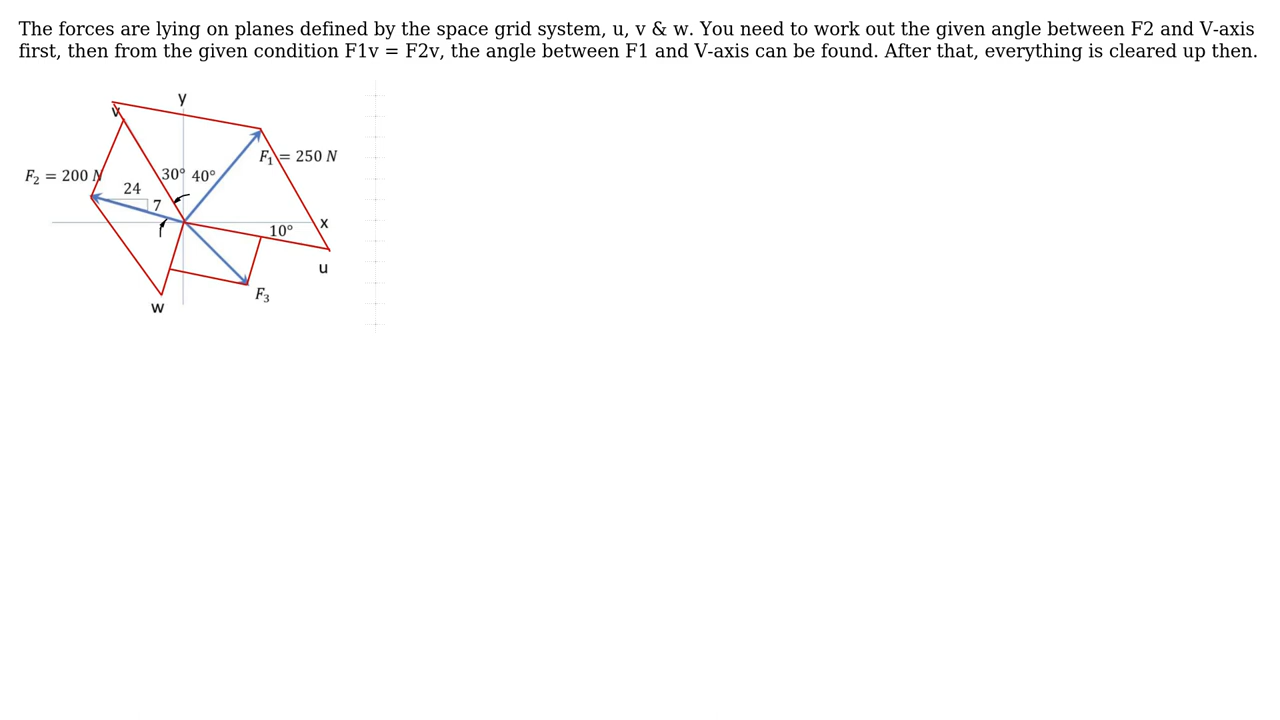 The forces are lying on planes defined by the space grid system, u, v & w. You need to work out the given angle between F2 and V-axis
first, then from the given condition F1v = F2v, the angle between F1 and V-axis can be found. After that, everything is cleared up then.
y
v
F₁ = 250 N
F₂ = 200 N
30° 40°
24
7
x
10°
u
F₃
w